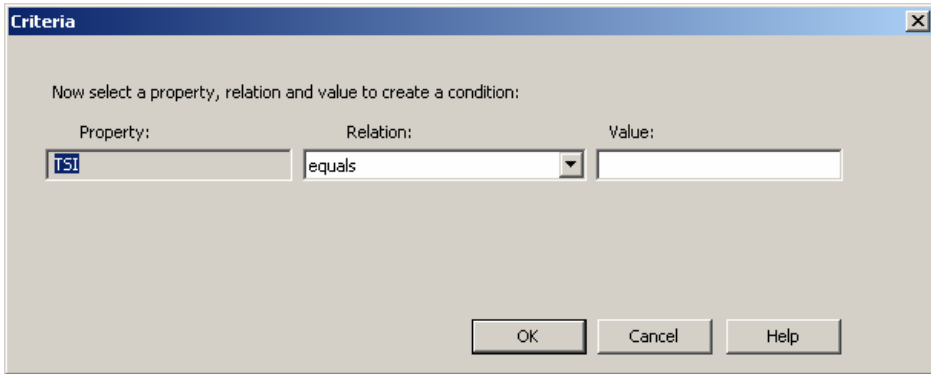 Criteria
Now select a property, relation and value to create a condition:
Property: Relation: Value:
TSI equals
OK Cancel Help